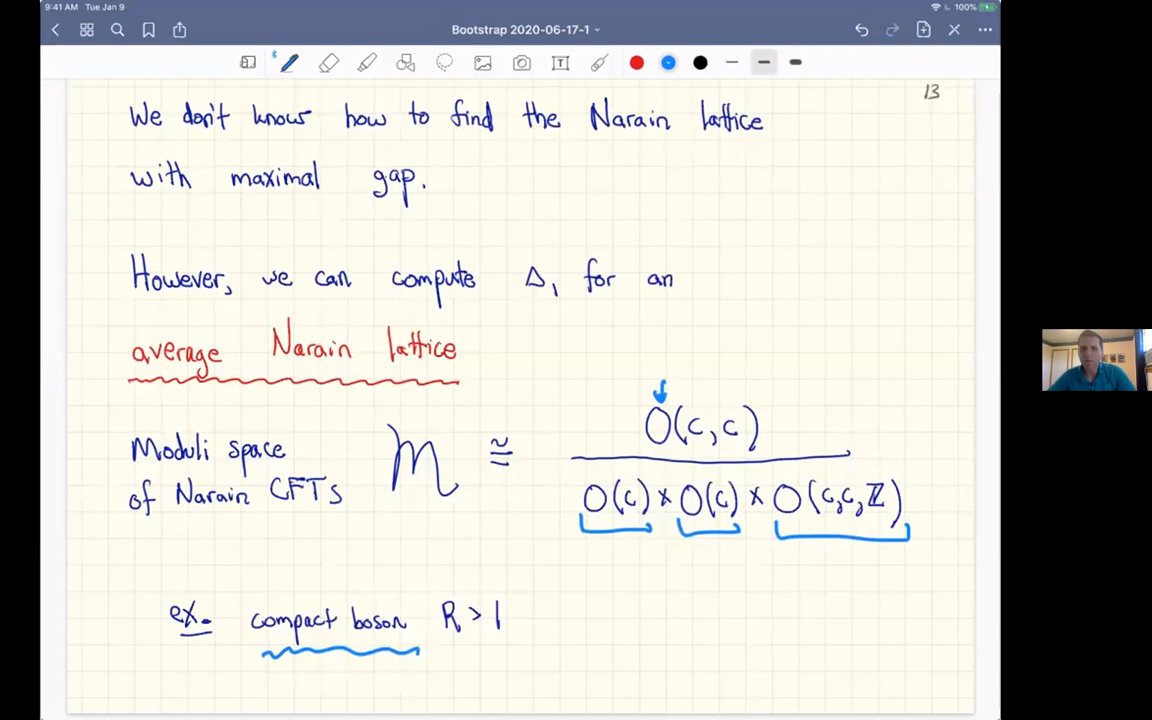 9:41 AM Tue Jan 9
100%
Bootstrap 2020-06-17-1
13
We don't know how to find the Narain lattice
with maximal gap.
However, we can compute Δ₁ for an
average Narain lattice
Moduli space
of Narain CFTs
M ≅ O(c,c) / O(c) × O(c) × O(c,c,ℤ)
ex. compact boson R > 1